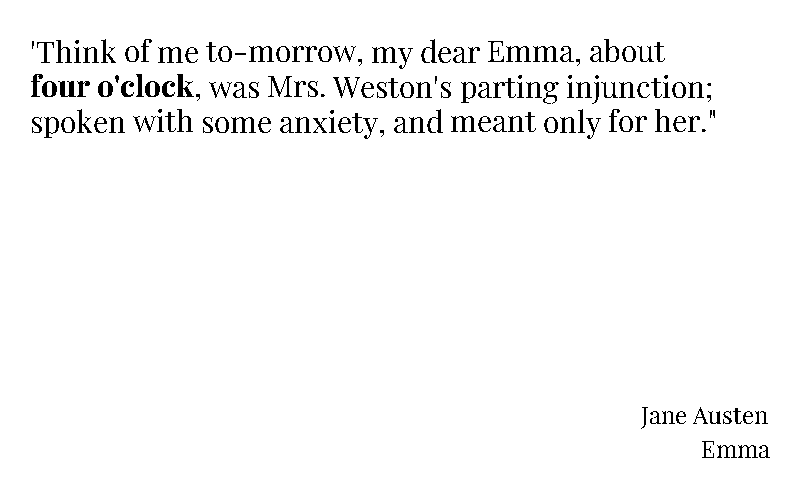 'Think of me to-morrow, my dear Emma, about
four o'clock, was Mrs. Weston's parting injunction;
spoken with some anxiety, and meant only for her."
Jane Austen
Emma